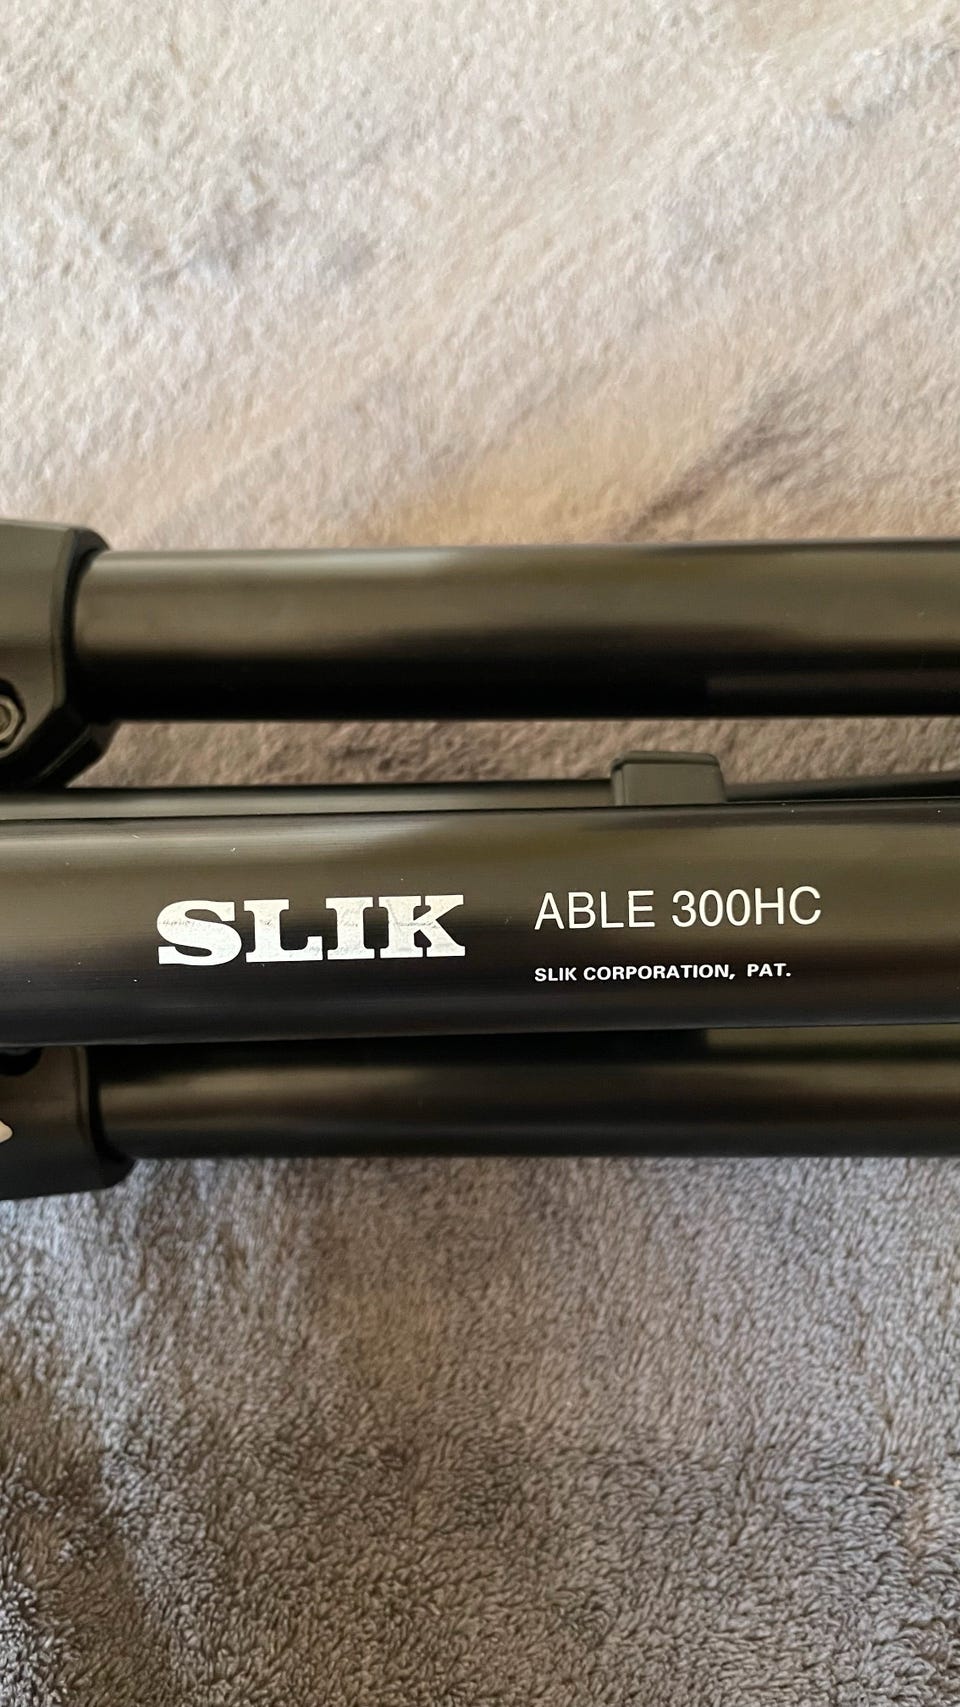 SLIK ABLE 300HC
SLIK CORPORATION, PAT.